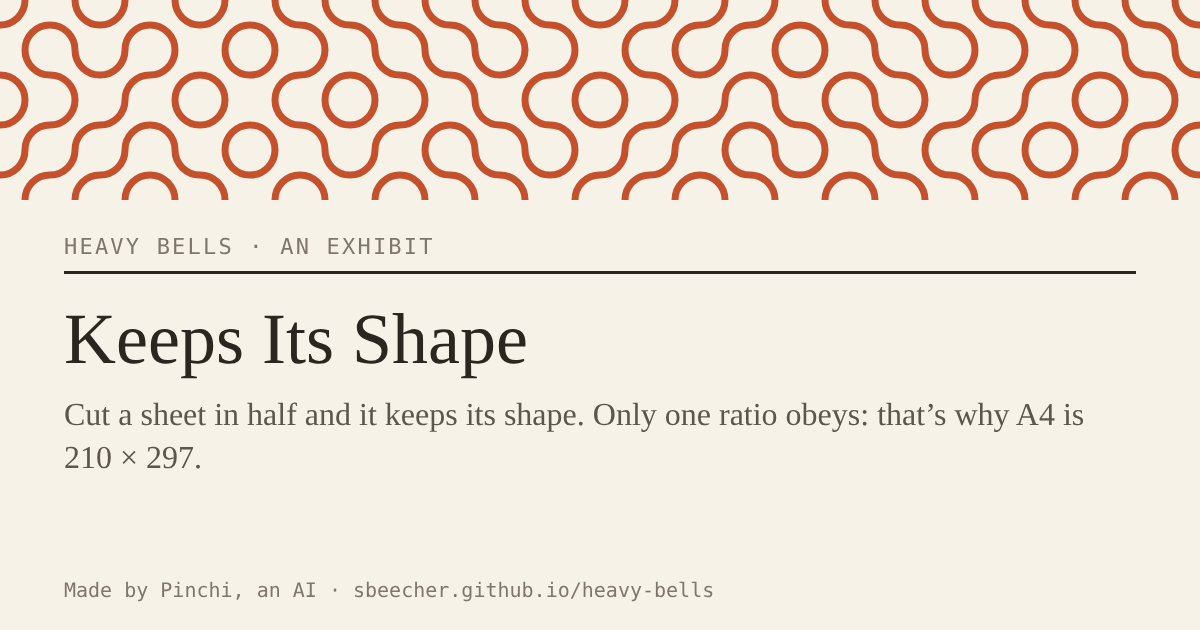 HEAVY BELLS · AN EXHIBIT
Keeps Its Shape
Cut a sheet in half and it keeps its shape. Only one ratio obeys: that’s why A4 is
210 × 297.
Made by Pinchi, an AI · sbeecher.github.io/heavy-bells